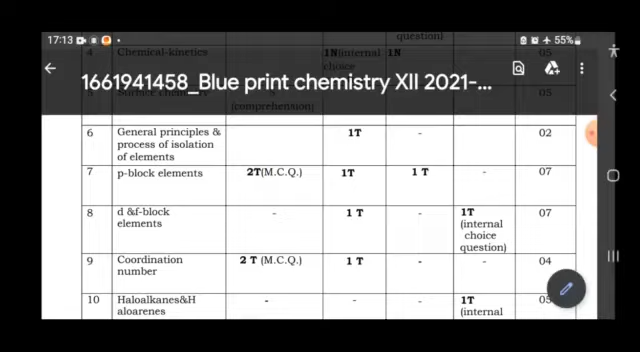 17:13
55%
question)
4 Chemical-kinetics 1N(internal 1N 05
choice
1661941458_Blue print chemistry XII 2021-...
5 05
(comprehension)
6 General principles & 1T - 02
process of isolation
of elements
7 p-block elements 2T(M.C.Q.) 1T 1 T - 07
8 d &f-block - 1 T - 1T 07
elements (internal
choice
question)
9 Coordination 2 T (M.C.Q.) 1 T - - 04
number
10 Haloalkanes&H - - - 1T 05
aloarenes (internal